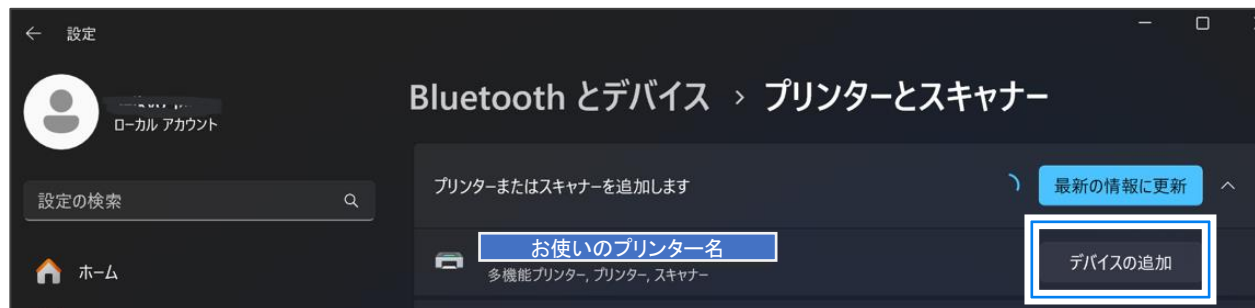 設定
Bluetooth とデバイス › プリンターとスキャナー
ローカル アカウント
設定の検索
ホーム
プリンターまたはスキャナーを追加します
最新の情報に更新
お使いのプリンター名
多機能プリンター, プリンター, スキャナー
デバイスの追加